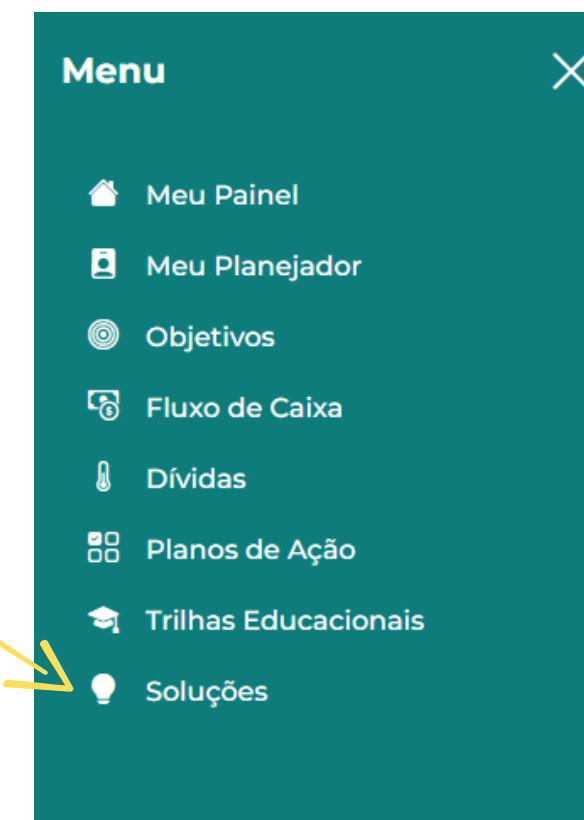 Menu
Meu Painel
Meu Planejador
Objetivos
Fluxo de Caixa
Dívidas
Planos de Ação
Trilhas Educacionais
Soluções